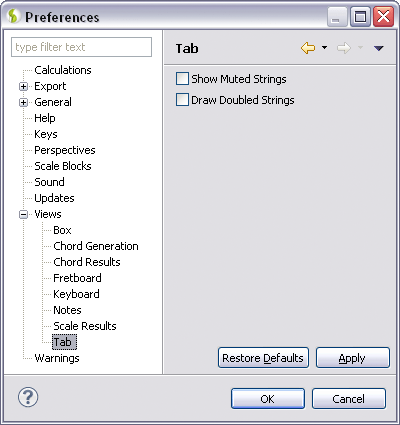 Preferences
type filter text
Calculations
Export
General
Help
Keys
Perspectives
Scale Blocks
Sound
Updates
Views
Box
Chord Generation
Chord Results
Fretboard
Keyboard
Notes
Scale Results
Tab
Warnings
Tab
Show Muted Strings
Draw Doubled Strings
Restore Defaults
Apply
?
OK
Cancel